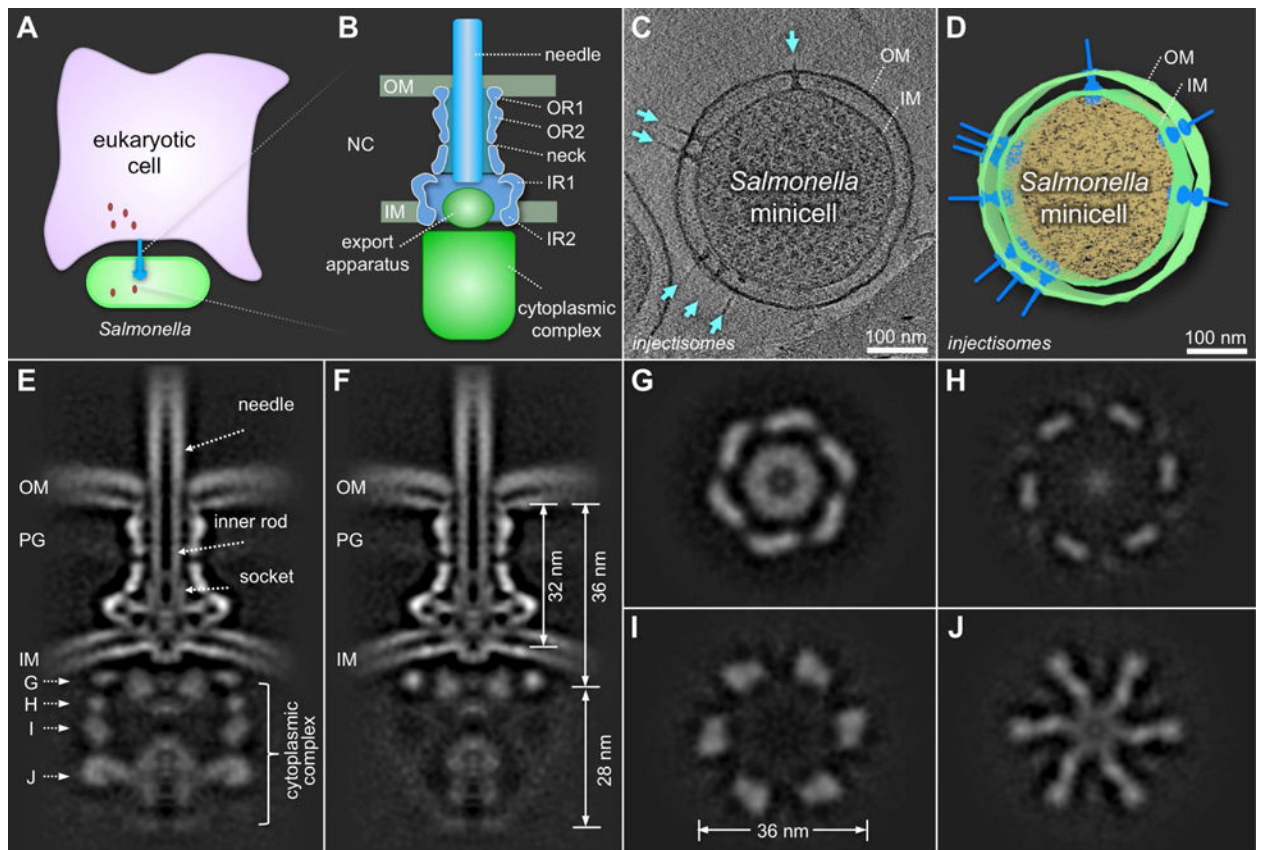 A
eukaryotic
cell
Salmonella
B
needle
OM
OR1
OR2
NC
neck
IR1
IM
IR2
export
apparatus
cytoplasmic
complex
C
OM
IM
Salmonella
minicell
injectisomes
100 nm
D
OM
IM
Salmonella
minicell
injectisomes
100 nm
E
needle
OM
inner rod
PG
socket
IM
G
H
I
J
cytoplasmic
complex
F
OM
PG
32 nm
36 nm
IM
28 nm
G
H
I
36 nm
J